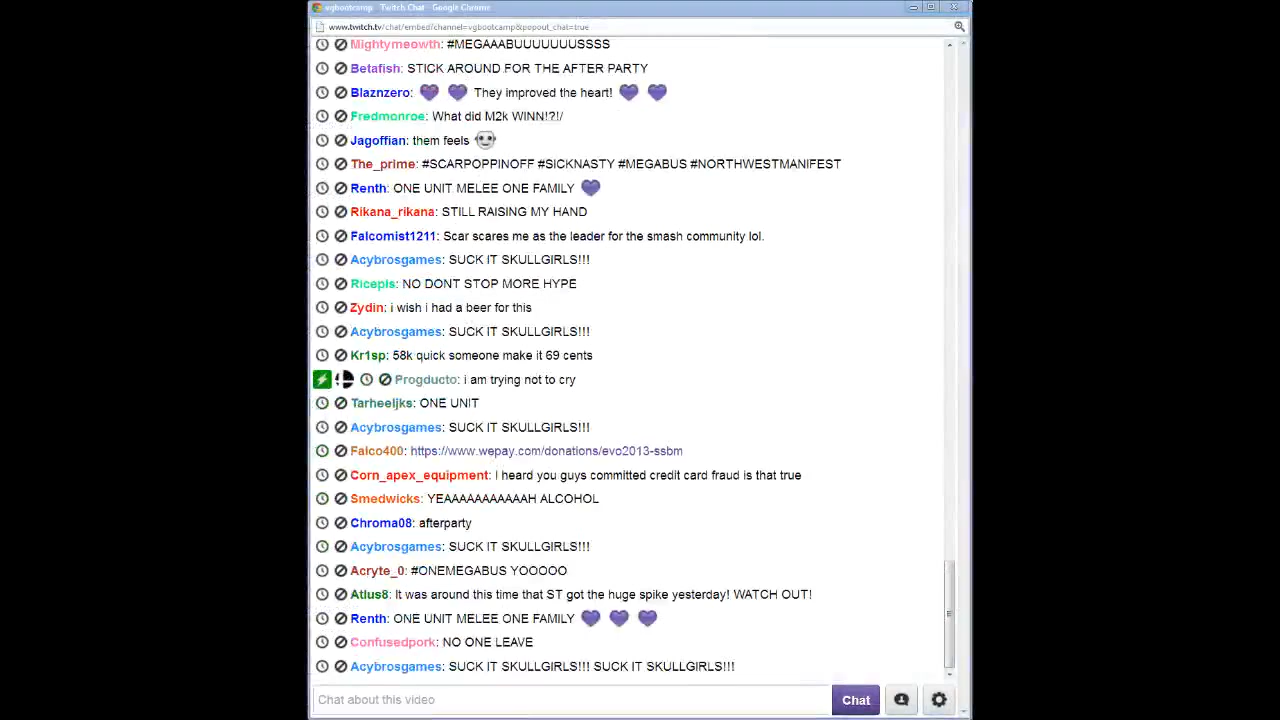 vgbootcamp - Twitch Chat - Google Chrome
www.twitch.tv/chat/embed?channel=vgbootcamp&popout_chat=true
Mightymeowth: #MEGAAABUUUUUUUSSSS
Betafish: STICK AROUND FOR THE AFTER PARTY
Blaznzero: They improved the heart!
Fredmonroe: What did M2k WINN!?!/
Jagoffian: them feels
The_prime: #SCARPOPPINOFF #SICKNASTY #MEGABUS #NORTHWESTMANIFEST
Renth: ONE UNIT MELEE ONE FAMILY
Rikana_rikana: STILL RAISING MY HAND
Falcomist1211: Scar scares me as the leader for the smash community lol.
Acybrosgames: SUCK IT SKULLGIRLS!!!
Ricepis: NO DONT STOP MORE HYPE
Zydin: i wish i had a beer for this
Acybrosgames: SUCK IT SKULLGIRLS!!!
Kr1sp: 58k quick someone make it 69 cents
Progducto: i am trying not to cry
Tarheeljks: ONE UNIT
Acybrosgames: SUCK IT SKULLGIRLS!!!
Falco400: https://www.wepay.com/donations/evo2013-ssbm
Corn_apex_equipment: I heard you guys committed credit card fraud is that true
Smedwicks: YEAAAAAAAAAAAH ALCOHOL
Chroma08: afterparty
Acybrosgames: SUCK IT SKULLGIRLS!!!
Acryte_0: #ONEMEGABUS YOOOOO
Atlus8: It was around this time that ST got the huge spike yesterday! WATCH OUT!
Renth: ONE UNIT MELEE ONE FAMILY
Confusedpork: NO ONE LEAVE
Acybrosgames: SUCK IT SKULLGIRLS!!! SUCK IT SKULLGIRLS!!!
Chat about this video
Chat